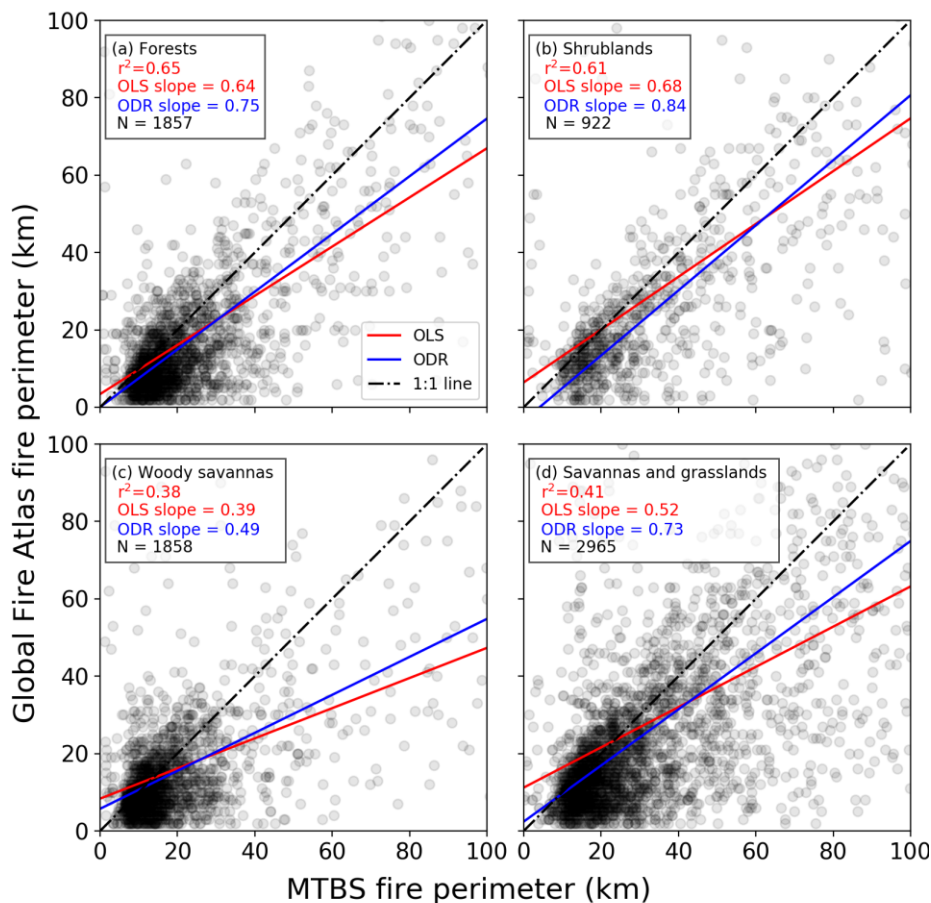 100
80
60
40
20
0
(a) Forests
r²=0.65
OLS slope = 0.64
ODR slope = 0.75
N = 1857
OLS
ODR
1:1 line
(b) Shrublands
r²=0.61
OLS slope = 0.68
ODR slope = 0.84
N = 922
Global Fire Atlas fire perimeter (km)
100
80
60
40
20
0
(c) Woody savannas
r²=0.38
OLS slope = 0.39
ODR slope = 0.49
N = 1858
(d) Savannas and grasslands
r²=0.41
OLS slope = 0.52
ODR slope = 0.73
N = 2965
0 20 40 60 80 100
0 20 40 60 80 100
MTBS fire perimeter (km)